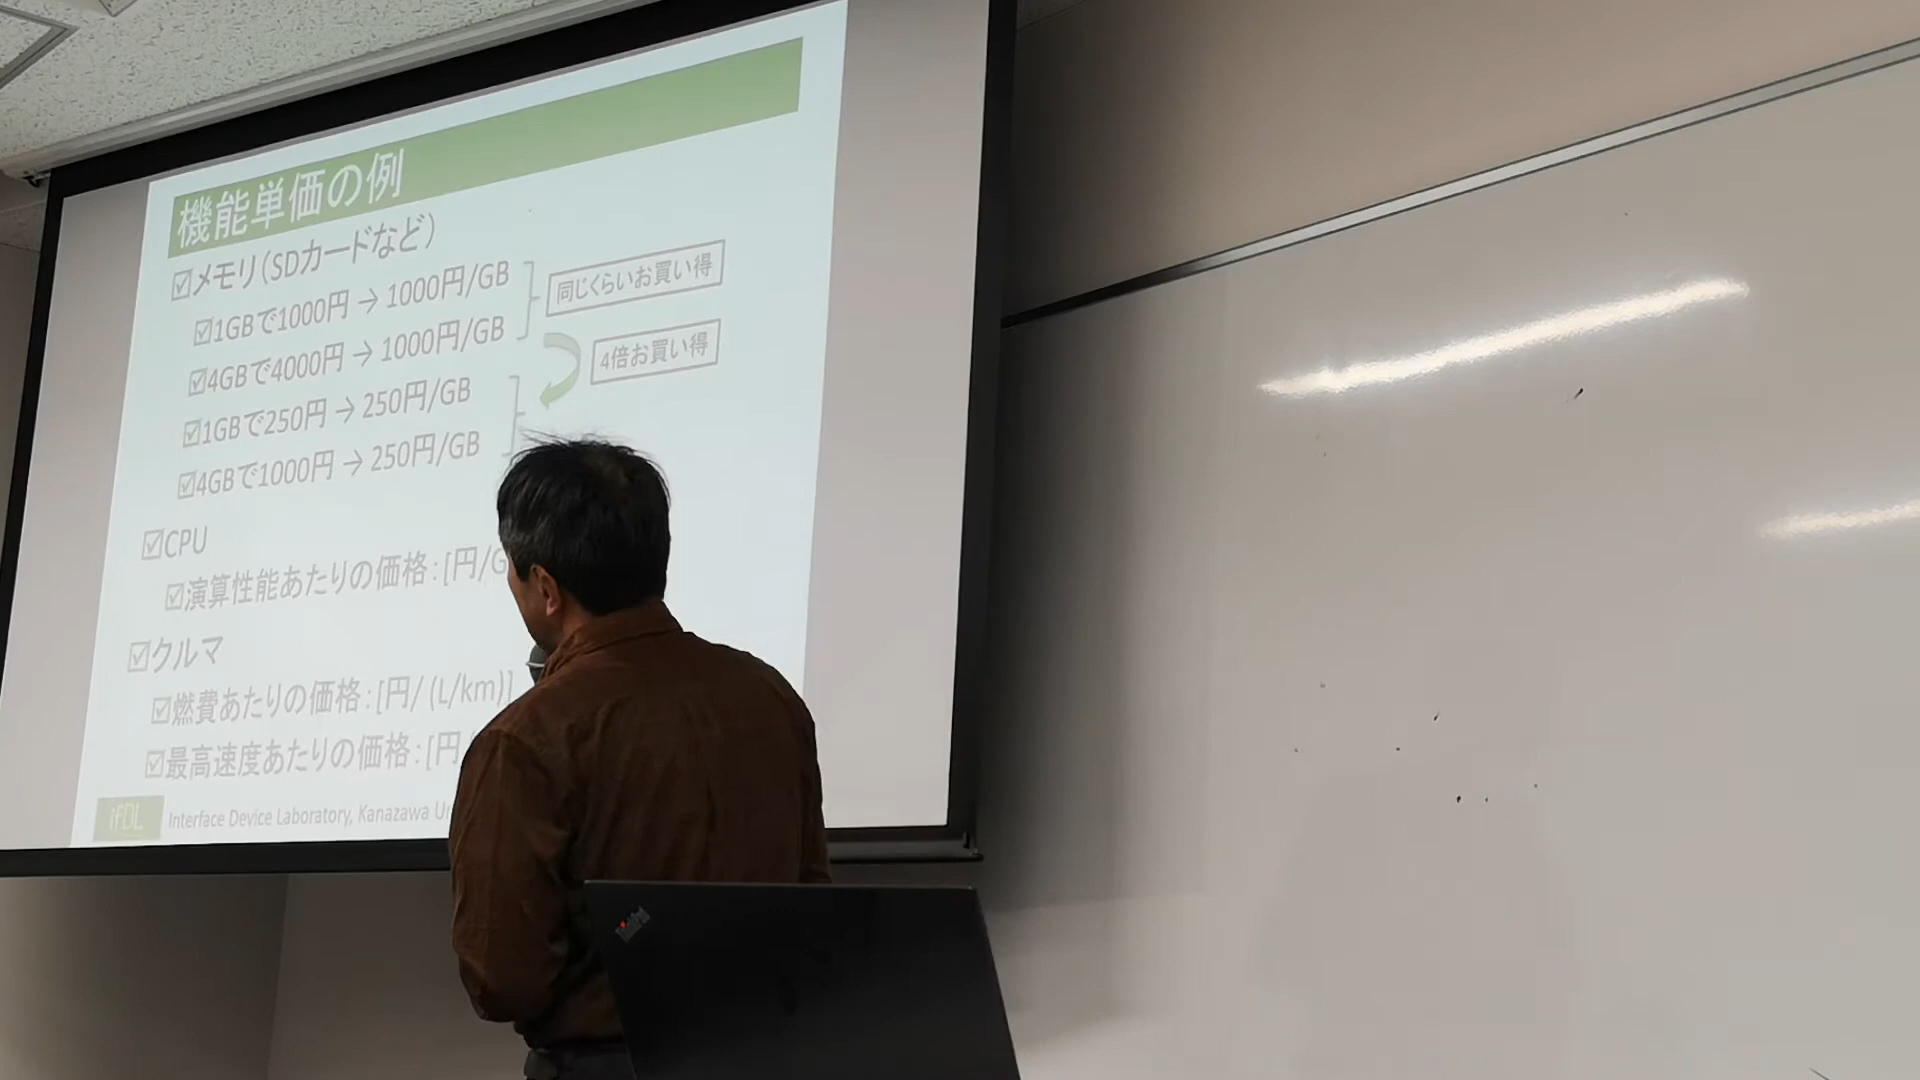 機能単価の例
☑メモリ（SDカードなど）
☑1GBで1000円 → 1000円/GB
☑4GBで4000円 → 1000円/GB
同じくらいお買い得
4倍お買い得
☑1GBで250円 → 250円/GB
☑4GBで1000円 → 250円/GB
☑CPU
☑演算性能あたりの価格：[円/G
☑クルマ
☑燃費あたりの価格：[円/ (L/km)]
☑最高速度あたりの価格：[円
iFDL
Interface Device Laboratory, Kanazawa
ThinkPad